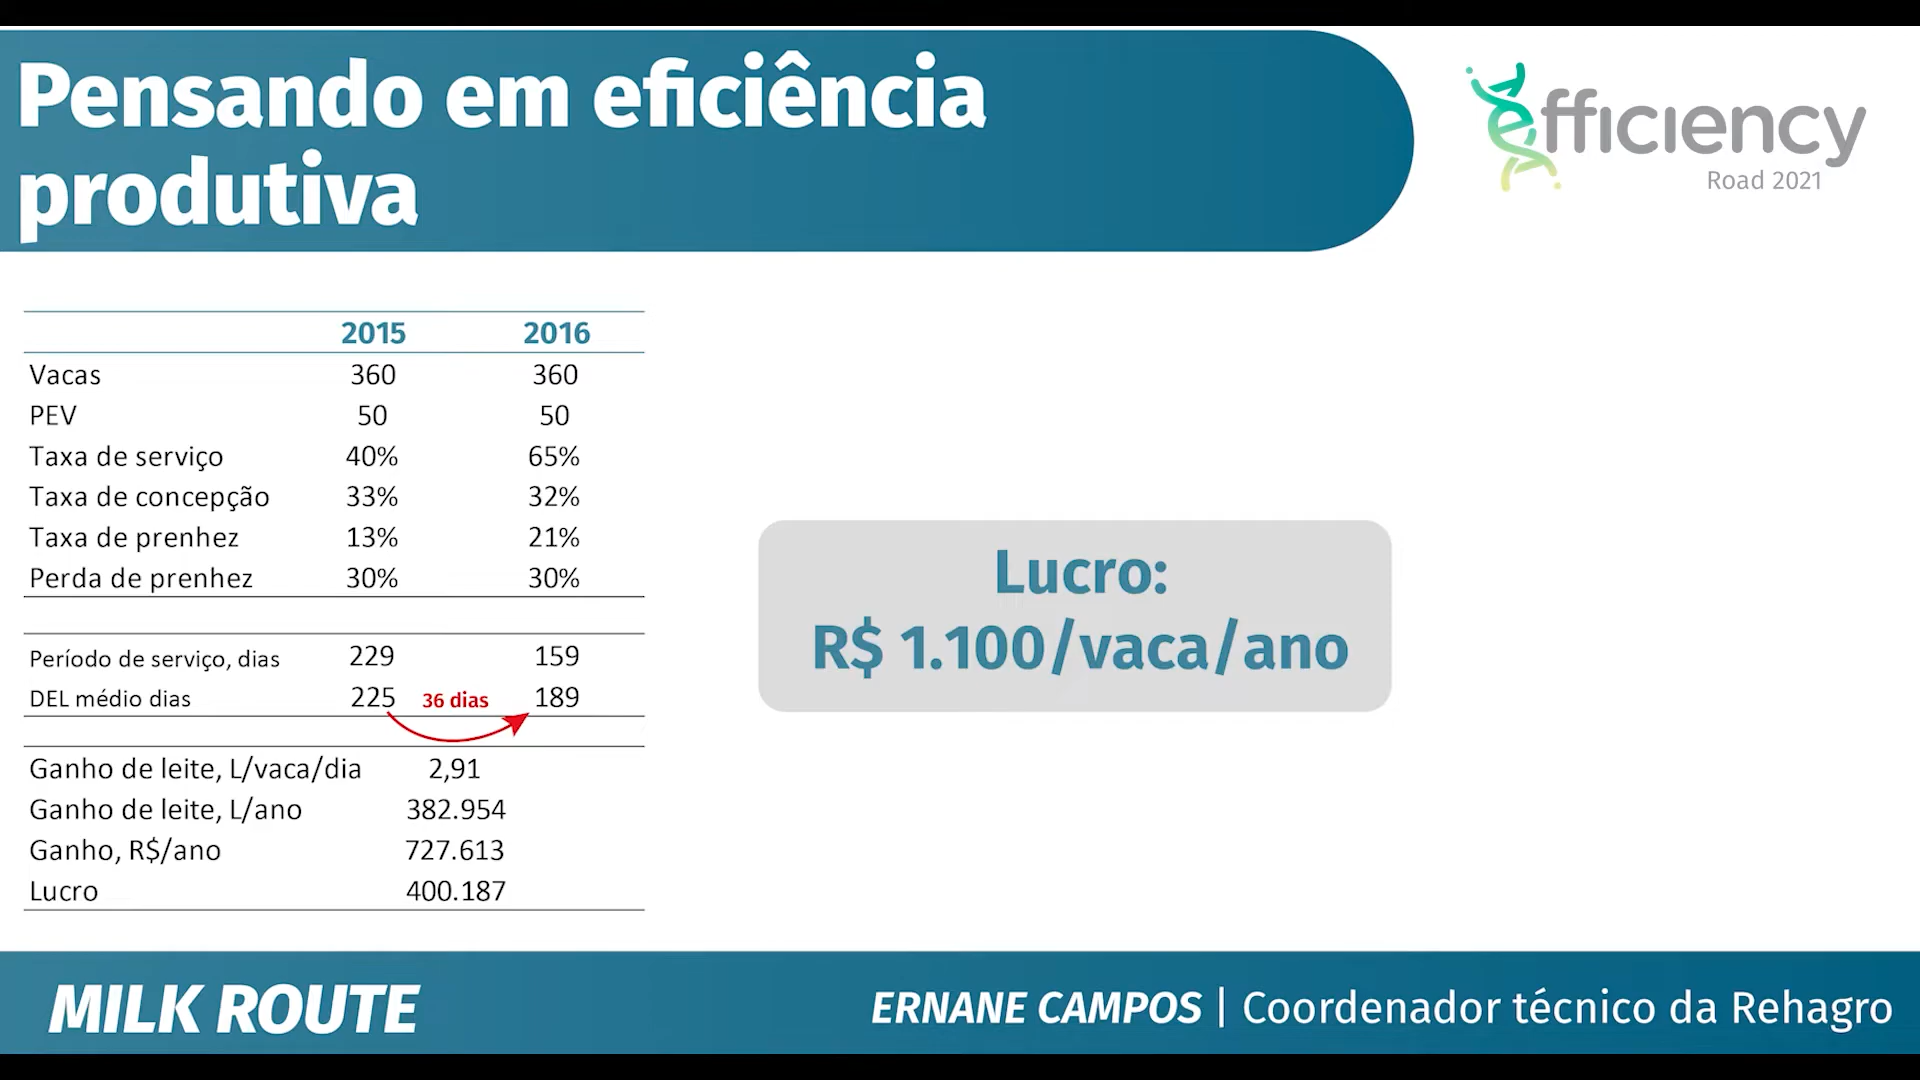 Pensando em eficiência
produtiva
efficiency
Road 2021
2015 2016
Vacas 360 360
PEV 50 50
Taxa de serviço 40% 65%
Taxa de concepção 33% 32%
Taxa de prenhez 13% 21%
Perda de prenhez 30% 30%
Período de serviço, dias 229 159
DEL médio dias 225 36 dias 189
Ganho de leite, L/vaca/dia 2,91
Ganho de leite, L/ano 382.954
Ganho, R$/ano 727.613
Lucro 400.187
Lucro:
R$ 1.100/vaca/ano
MILK ROUTE
ERNANE CAMPOS | Coordenador técnico da Rehagro